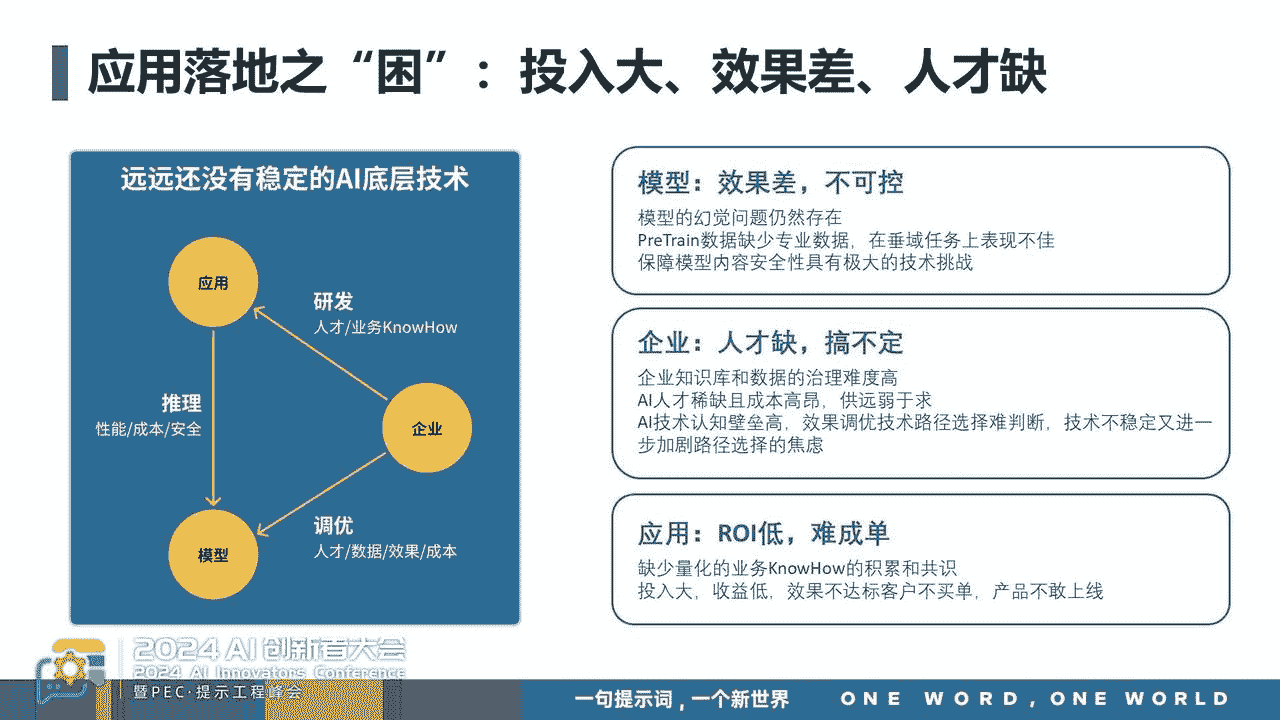 应用落地之“困”：投入大、效果差、人才缺
远远还没有稳定的AI底层技术
应用
研发
人才/业务KnowHow
推理
性能/成本/安全
企业
调优
人才/数据/效果/成本
模型
模型：效果差，不可控
模型的幻觉问题仍然存在
PreTrain数据缺少专业数据，在垂域任务上表现不佳
保障模型内容安全性具有极大的技术挑战
企业：人才缺，搞不定
企业知识库和数据的治理难度高
AI人才稀缺且成本高昂，供远弱于求
AI技术认知壁垒高，效果调优技术路径选择难判断，技术不稳定又进一
步加剧路径选择的焦虑
应用：ROI低，难成单
缺少量化的业务KnowHow的积累和共识
投入大，收益低，效果不达标客户不买单，产品不敢上线
2024 AI 创新者大会
2024 AI Innovators Conference
暨PEC·提示工程峰会
一句提示词，一个新世界
ONE WORD, ONE WORLD